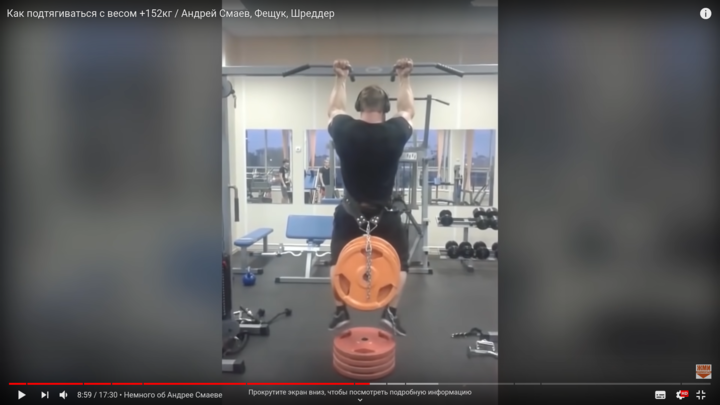 Как подтягиваться с весом +152кг / Андрей Смаев, Фещук, Шреддер
8:59 / 17:30 • Немного об Андрее Смаеве
Прокрутите экран вниз, чтобы посмотреть подробную информацию